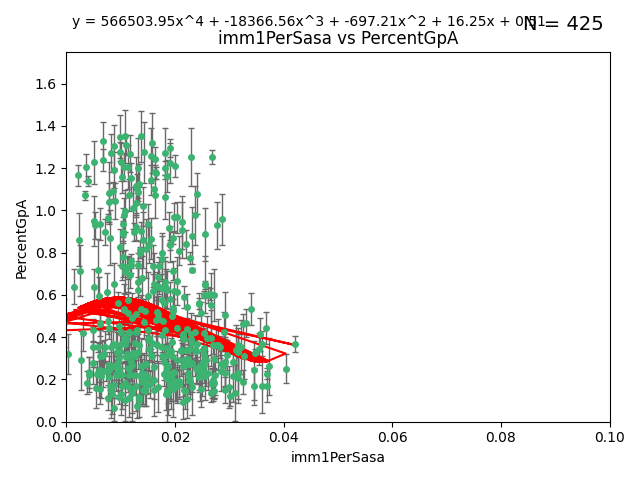 y = 566503.95x^4 + -18366.56x^3 + -697.21x^2 + 16.25x + 0.51
N = 425
imm1PerSasa vs PercentGpA
1.6
1.4
1.2
1.0
0.8
0.6
0.4
0.2
0.0
PercentGpA
0.00 0.02 0.04 0.06 0.08 0.10
imm1PerSasa